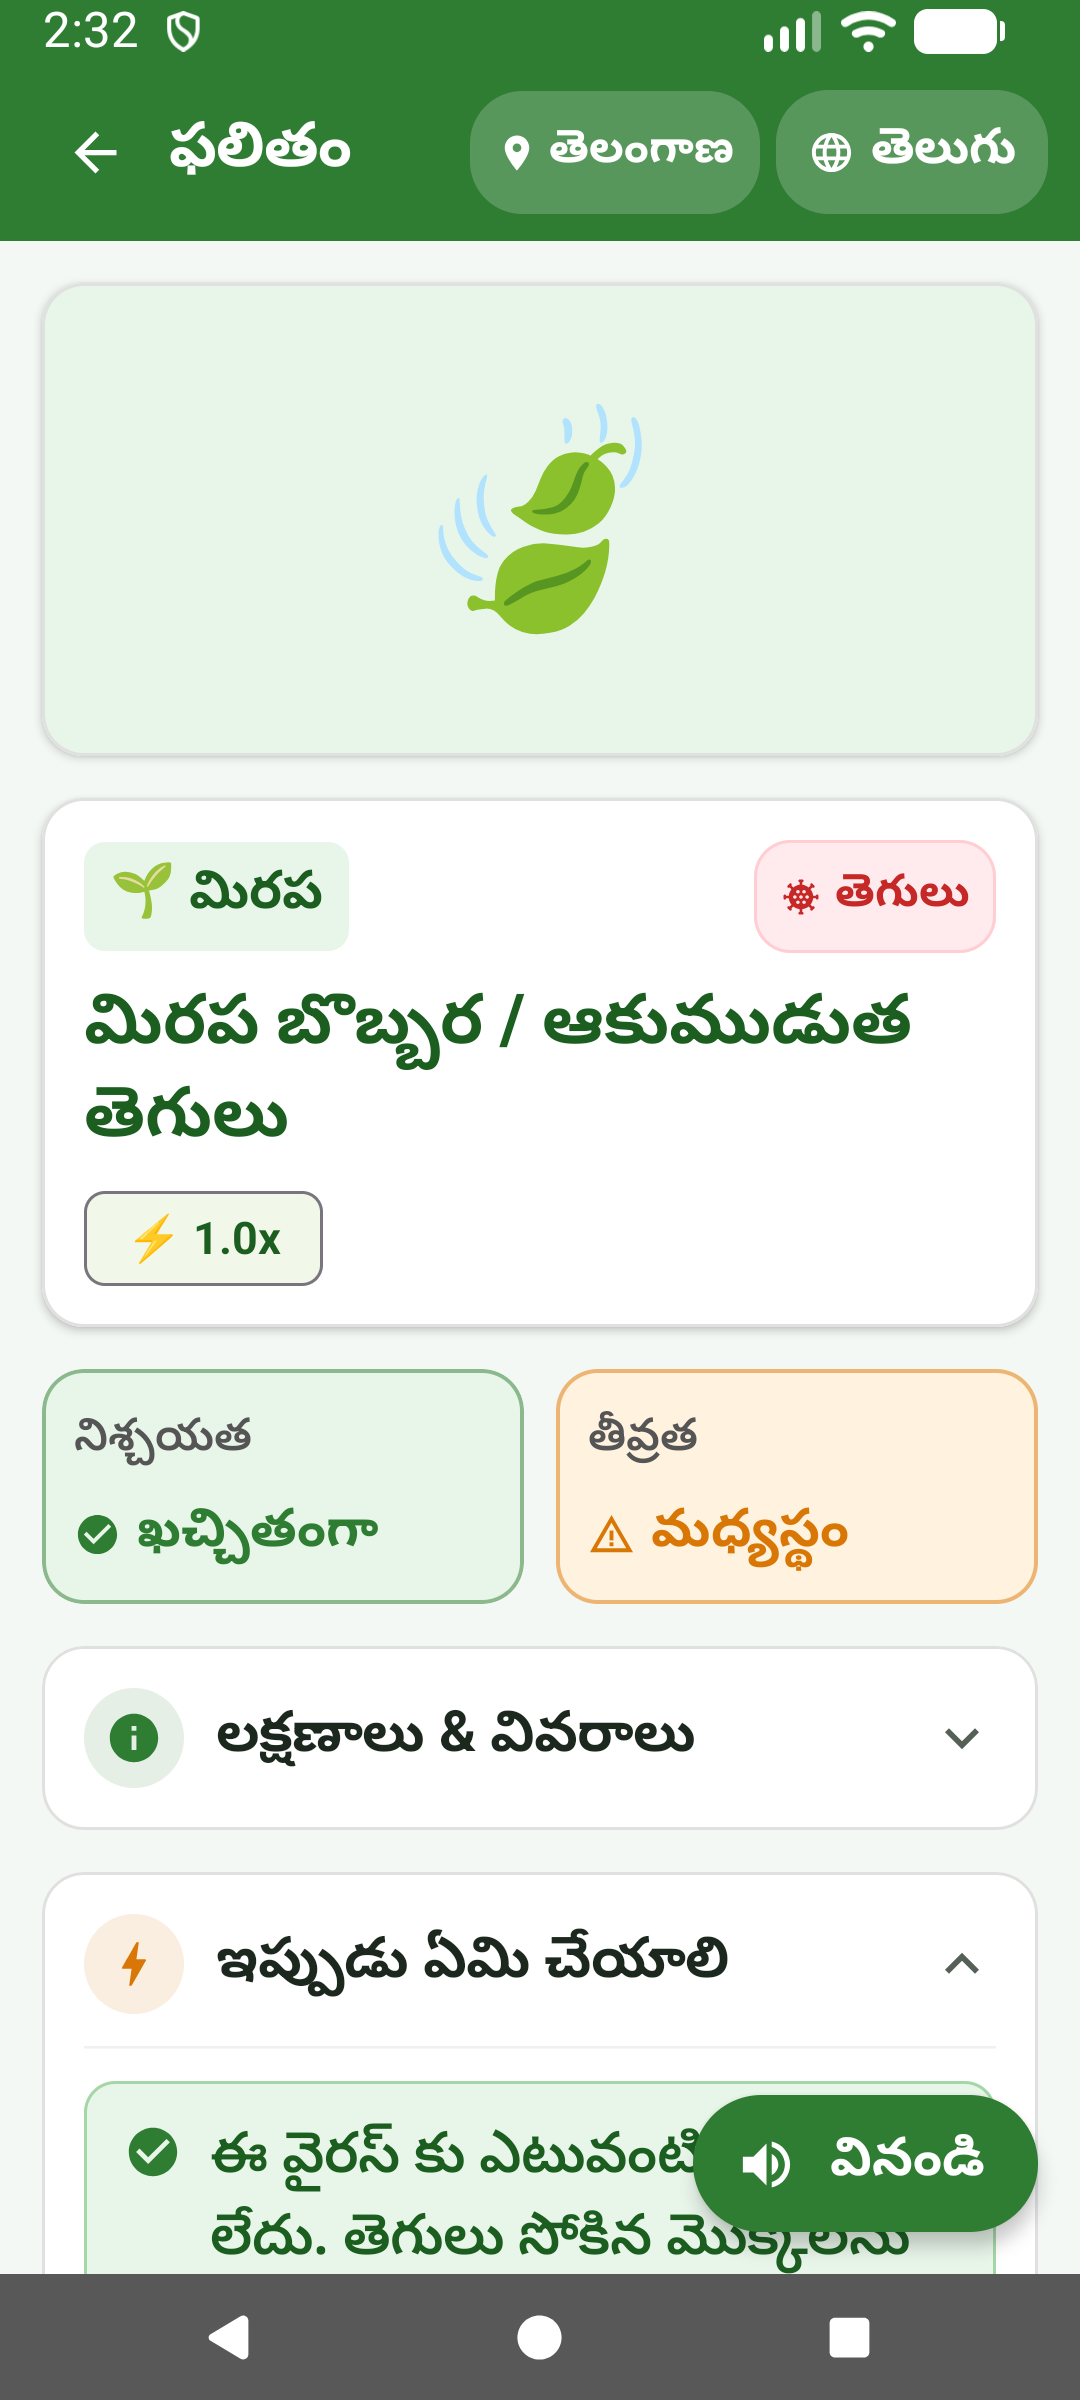 2:32
ఫలితం
తెలంగాణ
తెలుగు
మిరప
తెగులు
మిరప బొబ్బర / ఆకుముడుత
తెగులు
1.0x
నిశ్చయత
తీవ్రత
ఖచ్చితంగా
మధ్యస్థం
లక్షణాలు & వివరాలు
ఇప్పుడు ఏమి చేయాలి
ఈ వైరస్ కు ఎటువంటి
వినండి
లేదు. తెగులు సోకిన మొక్కలను